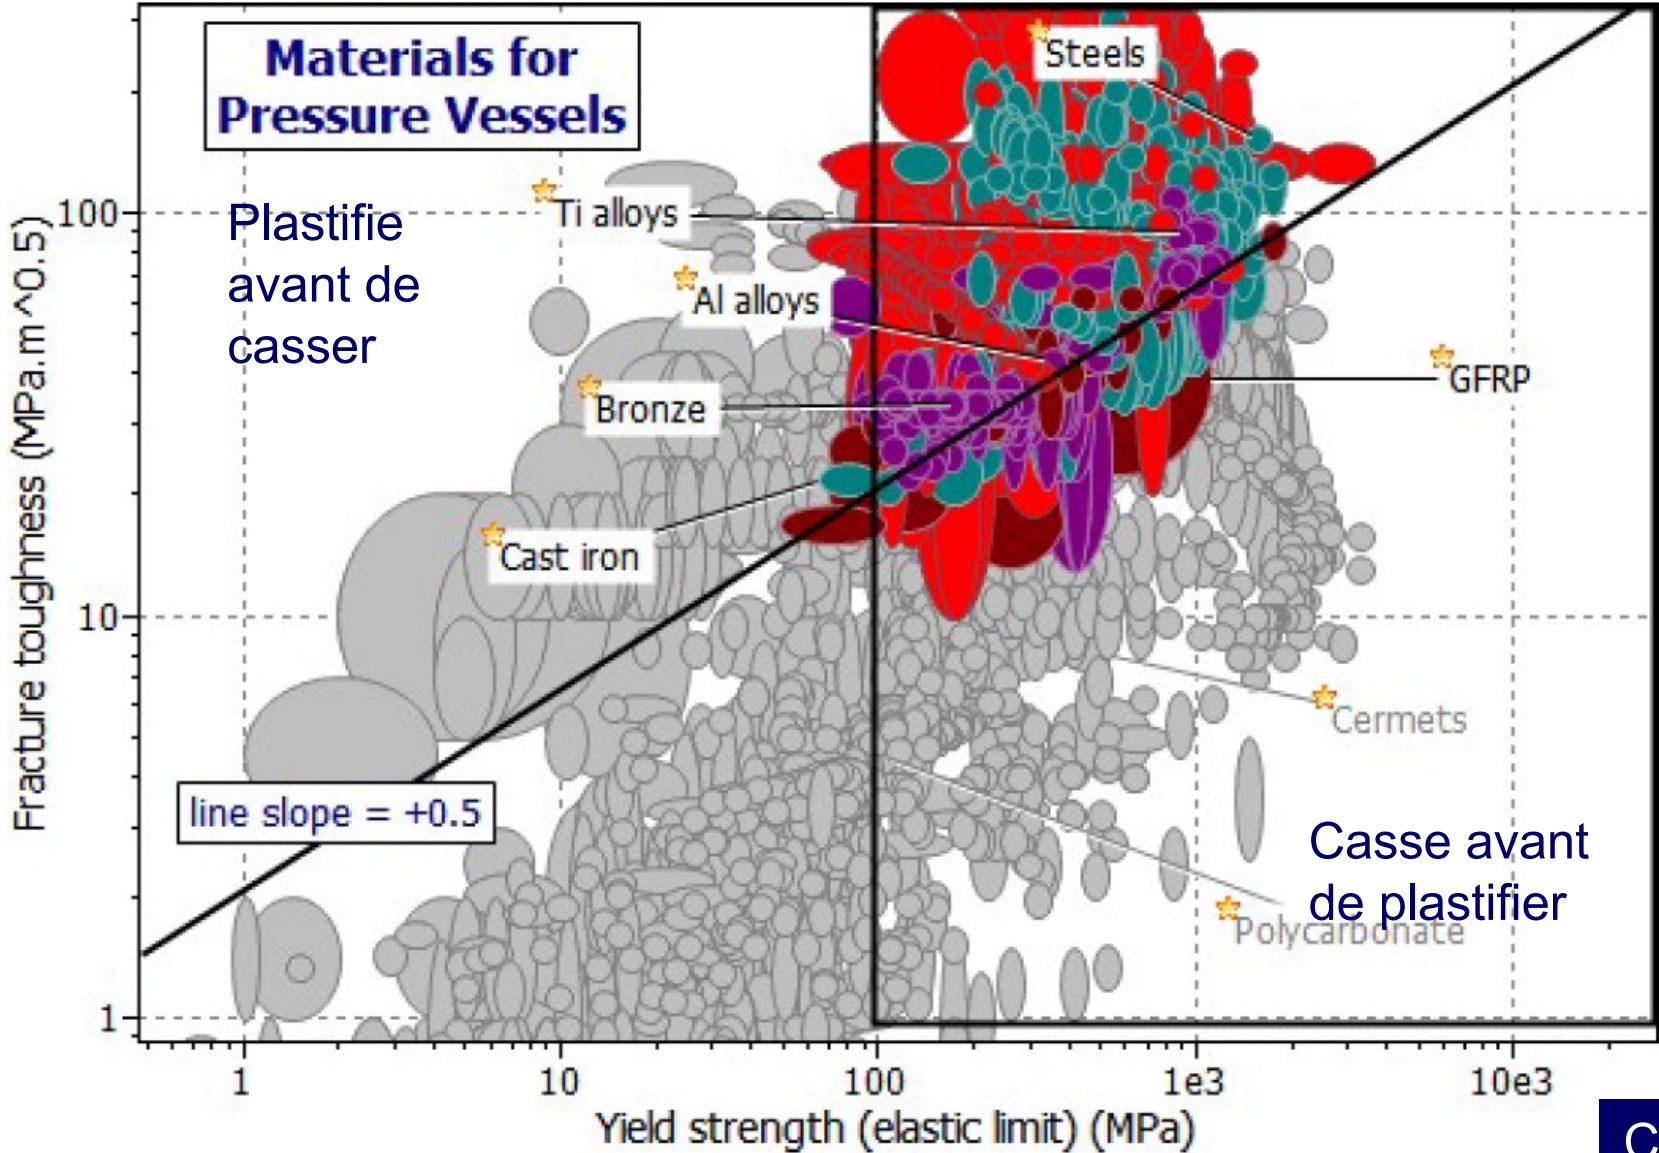 Materials for
Pressure Vessels
Steels
Plastifie
avant de
casser
Ti alloys
Al alloys
Bronze
GFRP
Cast iron
Cermets
line slope = +0.5
Casse avant
de plastifier
Polycarbonate
Fracture toughness (MPa.m^0.5)
100
10
1
1
10
100
1e3
10e3
Yield strength (elastic limit) (MPa)
C